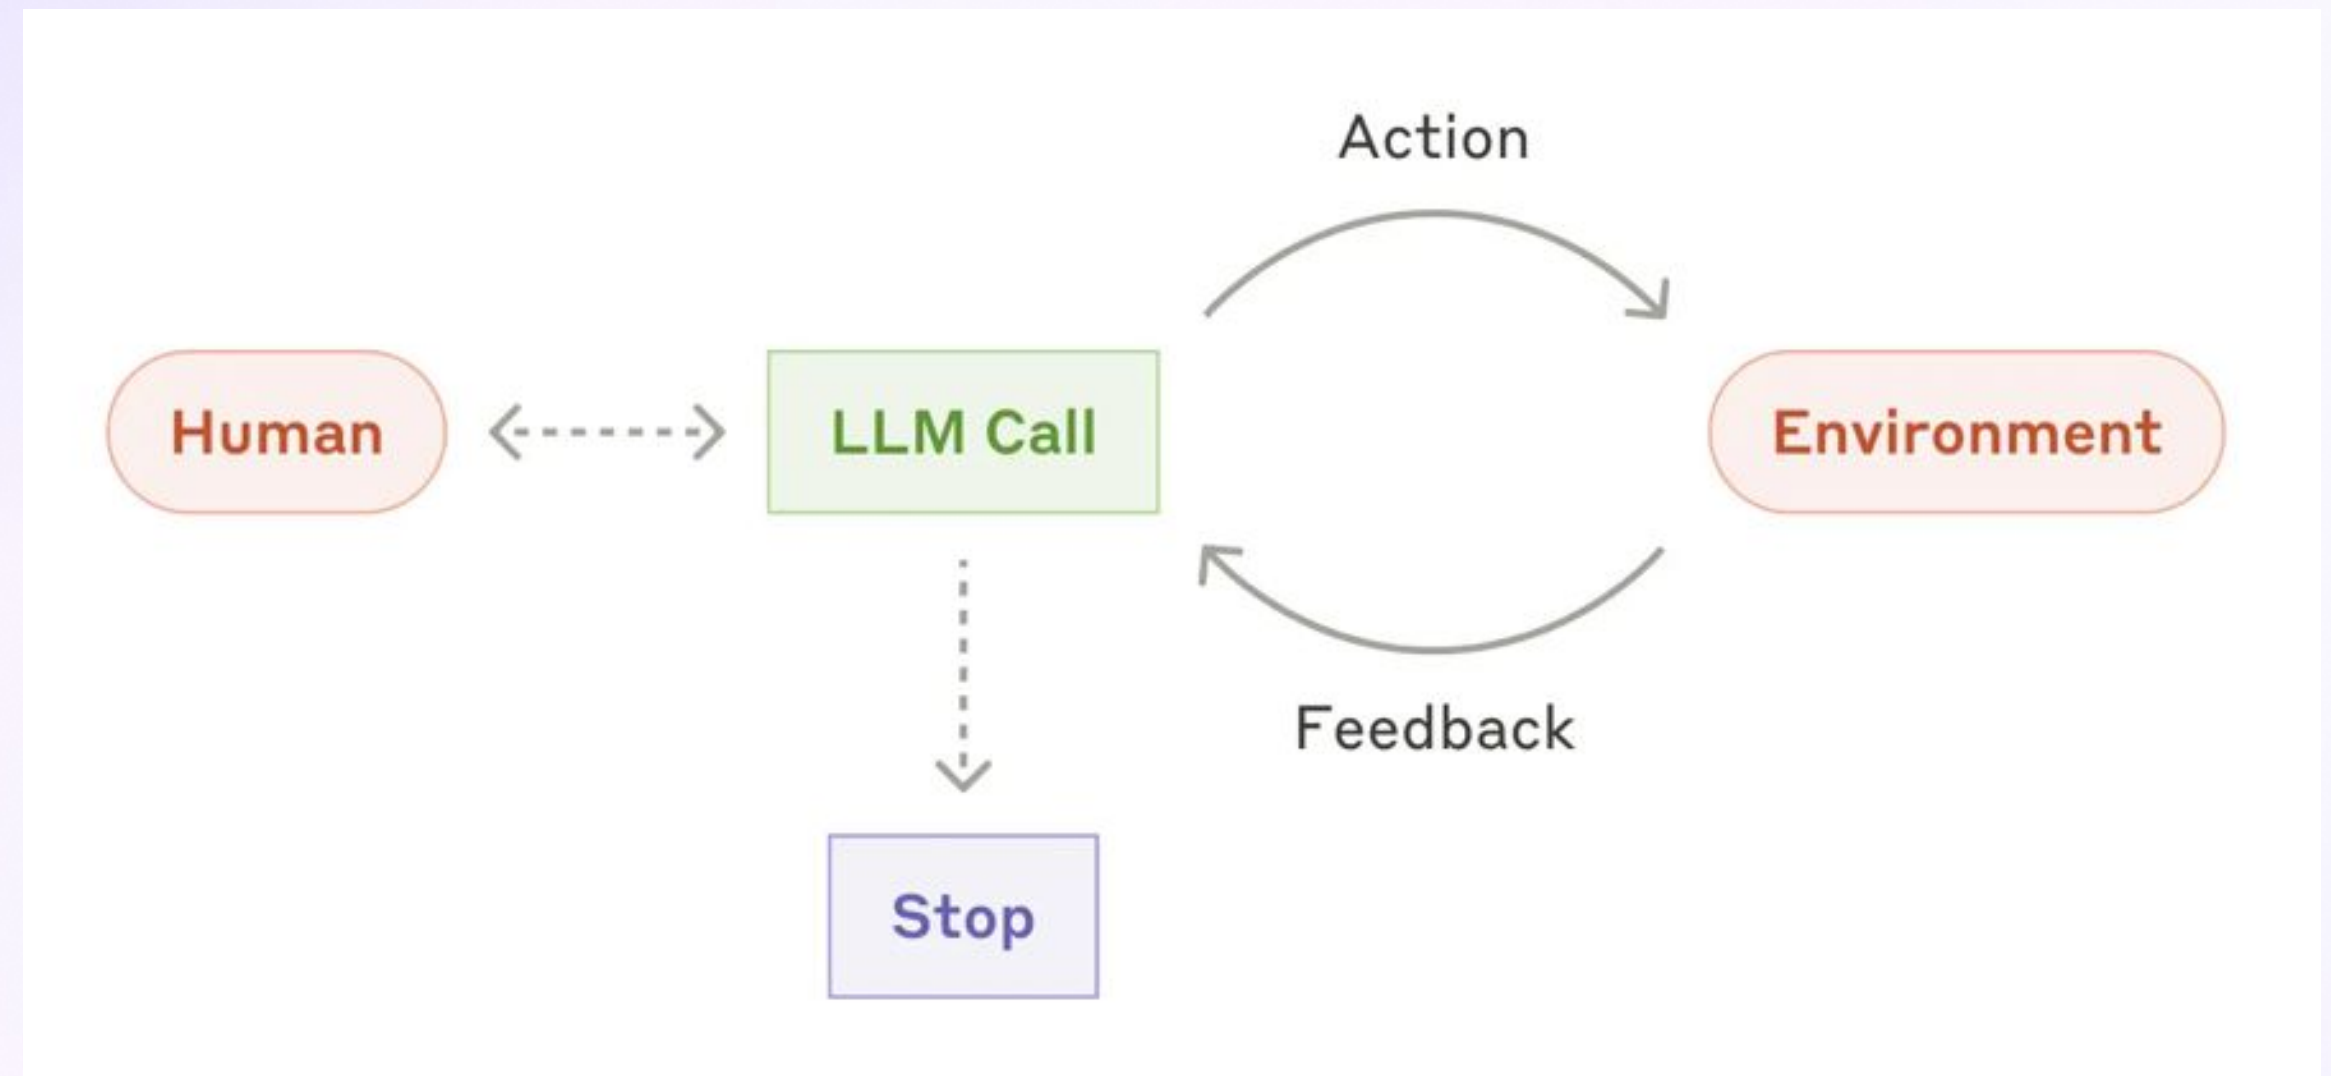 Action
Human
LLM Call
Environment
Feedback
Stop